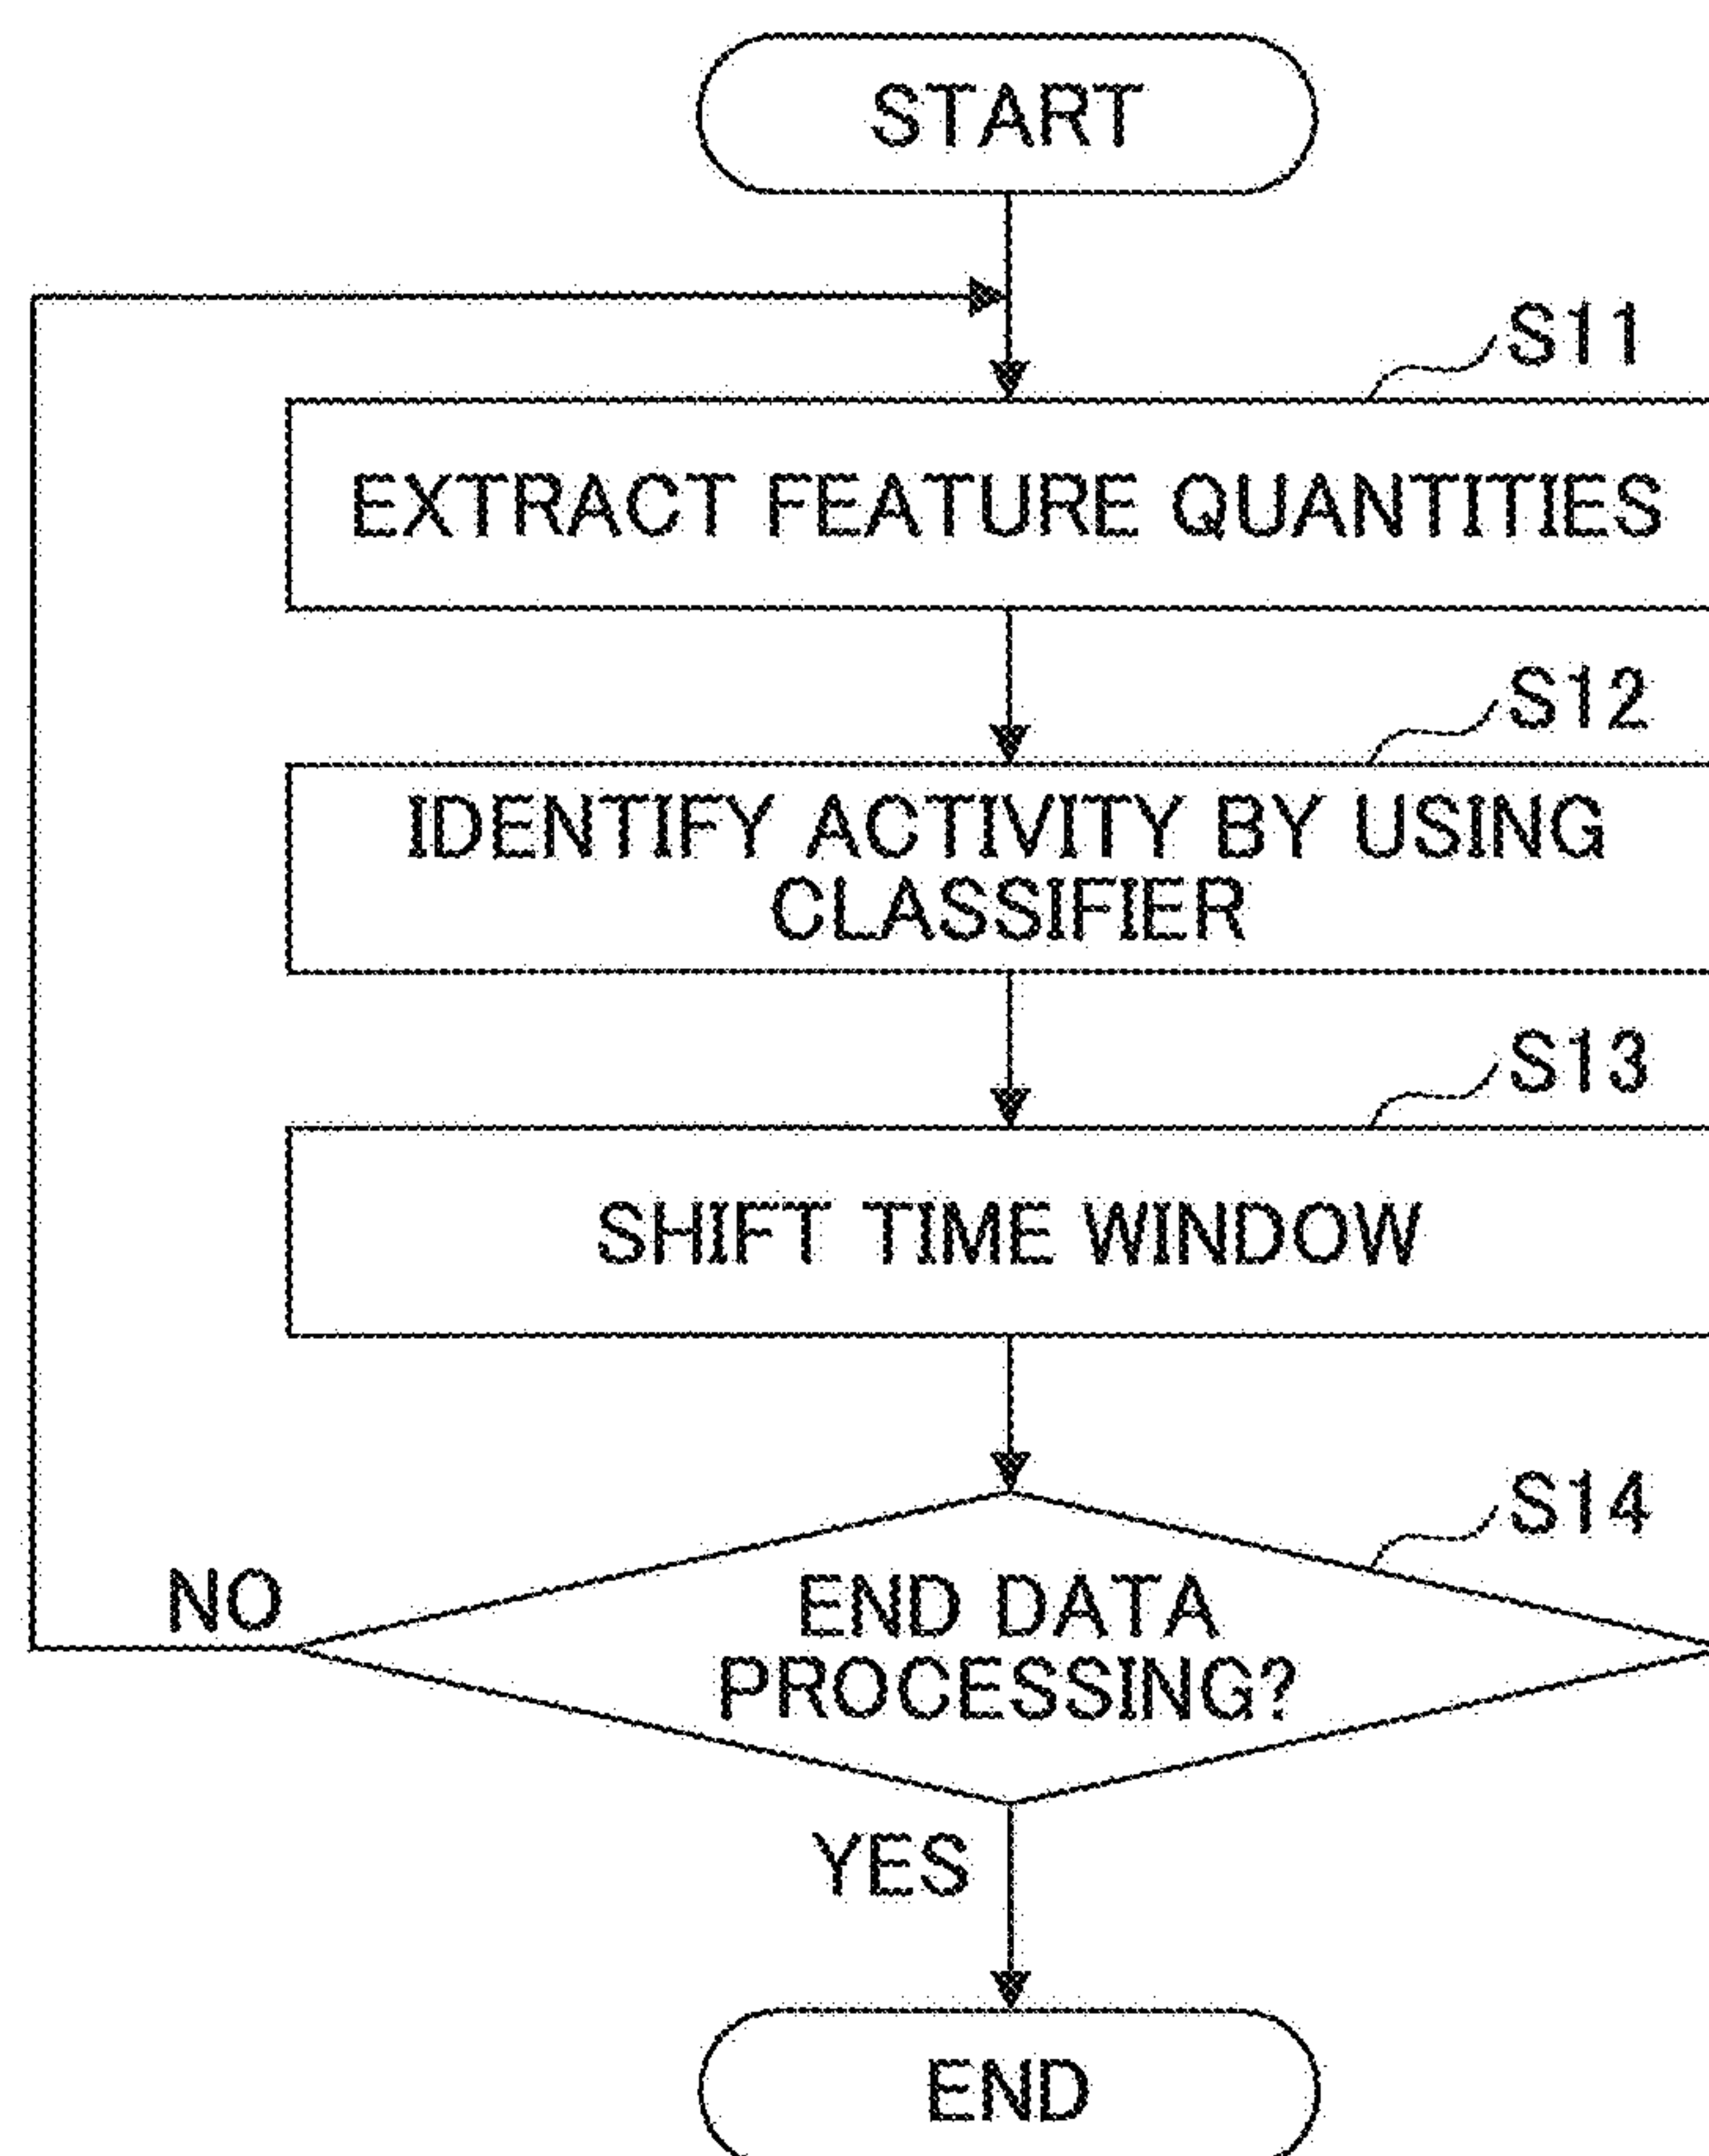 START
S11
EXTRACT FEATURE QUANTITIES
S12
IDENTIFY ACTIVITY BY USING
CLASSIFIER
S13
SHIFT TIME WINDOW
S14
END DATA
PROCESSING?
NO
YES
END